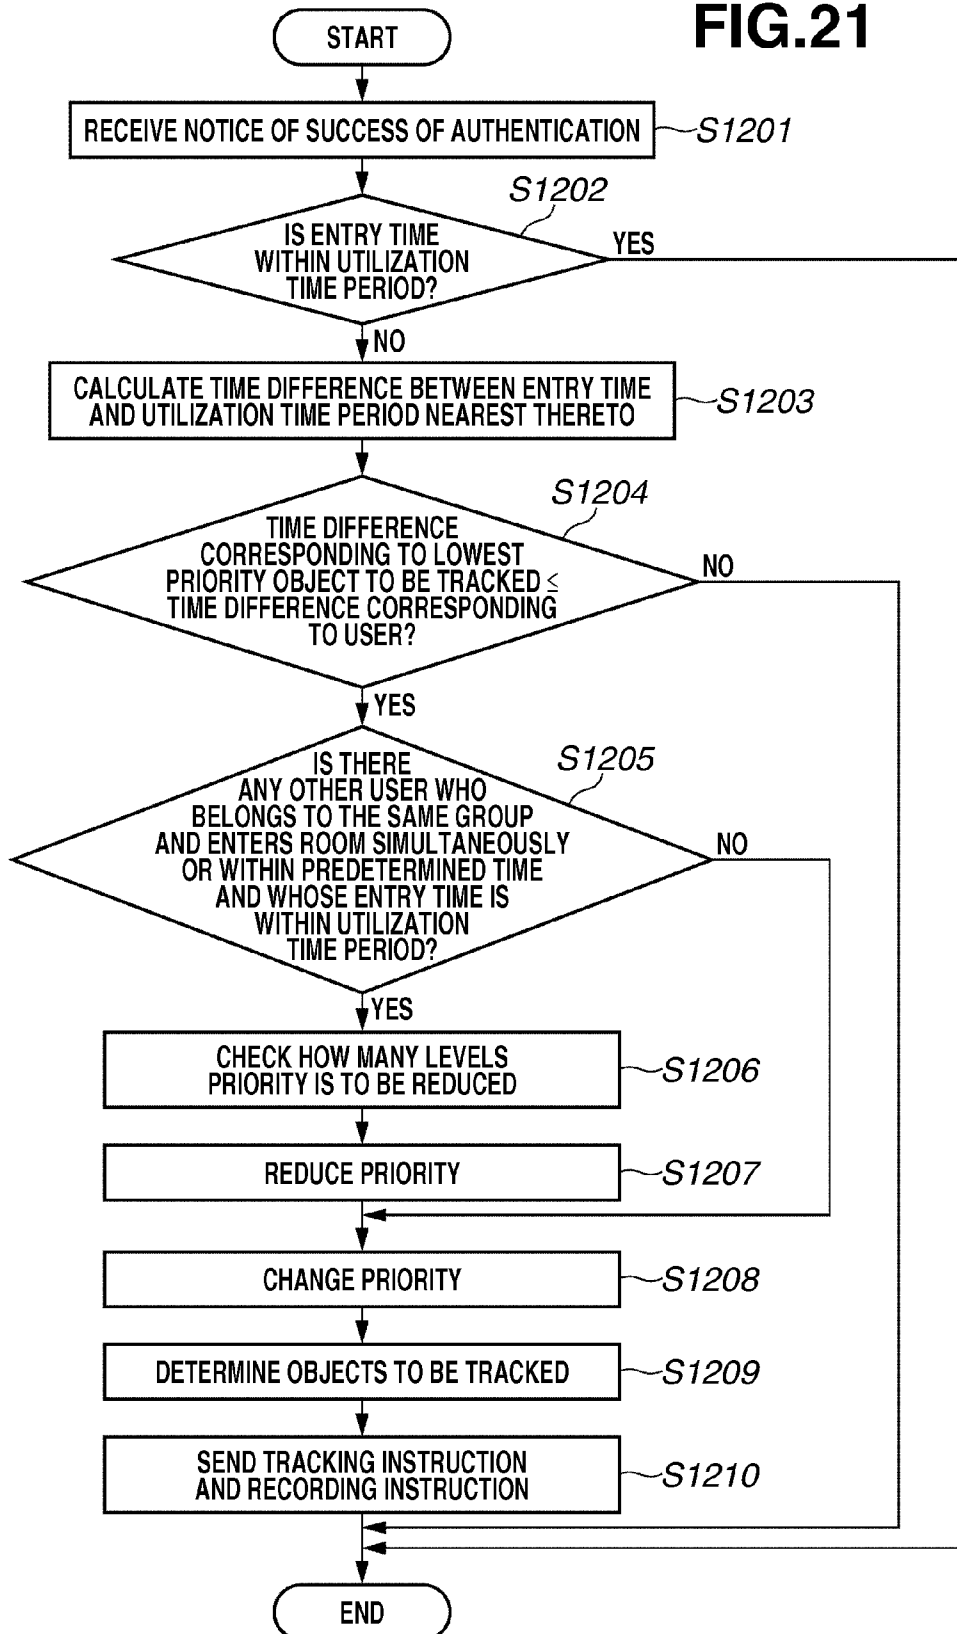 FIG.21
START
RECEIVE NOTICE OF SUCCESS OF AUTHENTICATION
S1201
S1202
IS ENTRY TIME
WITHIN UTILIZATION
TIME PERIOD?
YES
NO
CALCULATE TIME DIFFERENCE BETWEEN ENTRY TIME
AND UTILIZATION TIME PERIOD NEAREST THERETO
S1203
S1204
TIME DIFFERENCE
CORRESPONDING TO LOWEST
PRIORITY OBJECT TO BE TRACKED ≤
TIME DIFFERENCE CORRESPONDING
TO USER?
NO
YES
S1205
IS THERE
ANY OTHER USER WHO
BELONGS TO THE SAME GROUP
AND ENTERS ROOM SIMULTANEOUSLY
OR WITHIN PREDETERMINED TIME
AND WHOSE ENTRY TIME IS
WITHIN UTILIZATION
TIME PERIOD?
NO
YES
CHECK HOW MANY LEVELS
PRIORITY IS TO BE REDUCED
S1206
REDUCE PRIORITY
S1207
CHANGE PRIORITY
S1208
DETERMINE OBJECTS TO BE TRACKED
S1209
SEND TRACKING INSTRUCTION
AND RECORDING INSTRUCTION
S1210
END